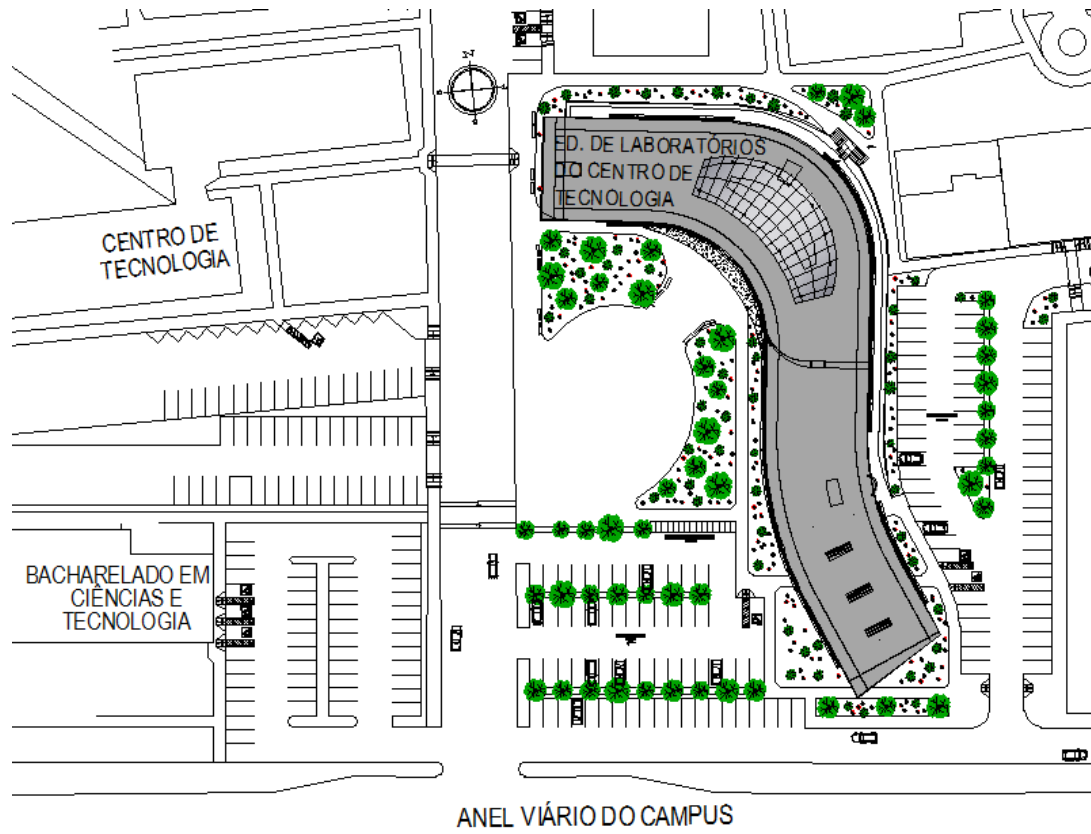 N
ED. DE LABORATÓRIOS
DO CENTRO DE
TECNOLOGIA
CENTRO DE
TECNOLOGIA
BACHARELADO EM
CIÊNCIAS E
TECNOLOGIA
ANEL VIÁRIO DO CAMPUS